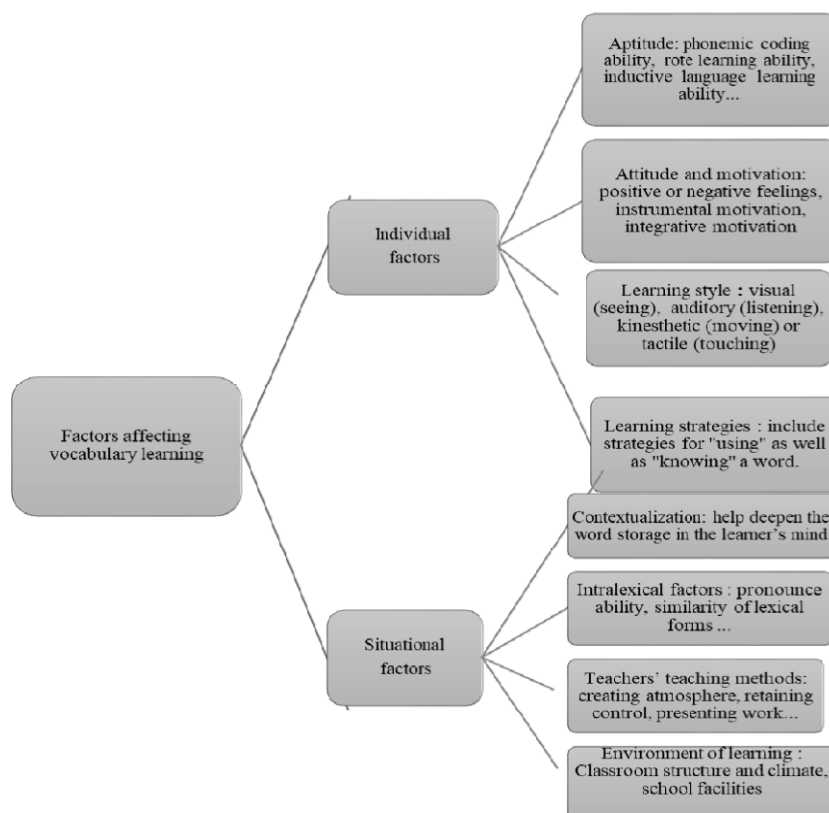 Aptitude: phonemic coding
ability, rote learning ability,
inductive language learning
ability...
Attitude and motivation:
positive or negative feelings,
instrumental motivation,
integrative motivation
Individual
factors
Learning style : visual
(seeing), auditory (listening),
kinesthetic (moving) or
tactile (touching)
Factors affecting
vocabulary learning
Learning strategies : include
strategies for "using" as well
as "knowing" a word.
Contextualization: help deepen the
word storage in the learner's mind
Intralexical factors : pronounce
ability, similarity of lexical
forms ...
Situational
factors
Teachers' teaching methods:
creating atmosphere, retaining
control, presenting work...
Environment of learning :
Classroom structure and climate,
school facilities